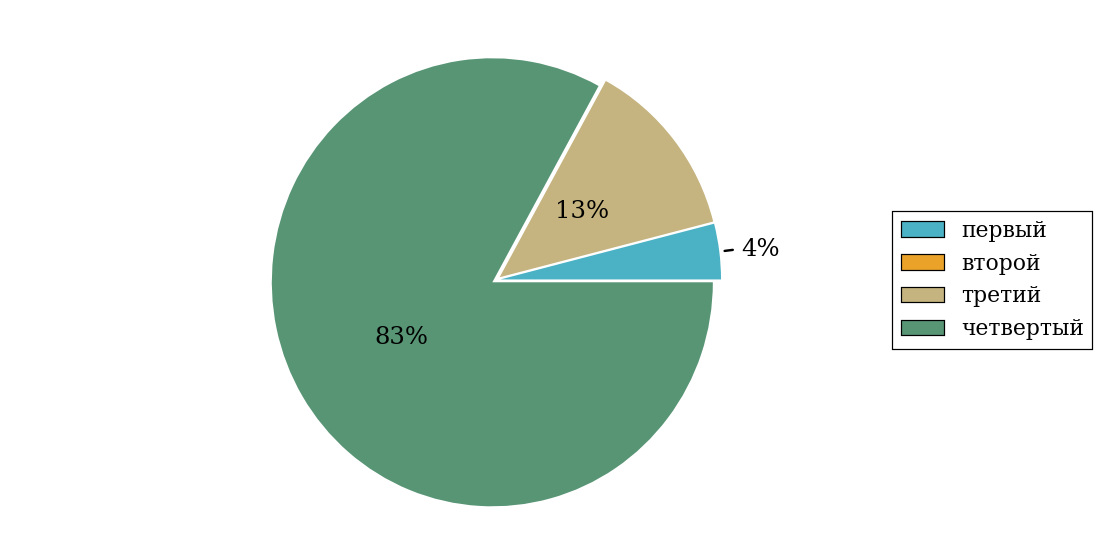 13%
4%
83%
первый
второй
третий
четвертый